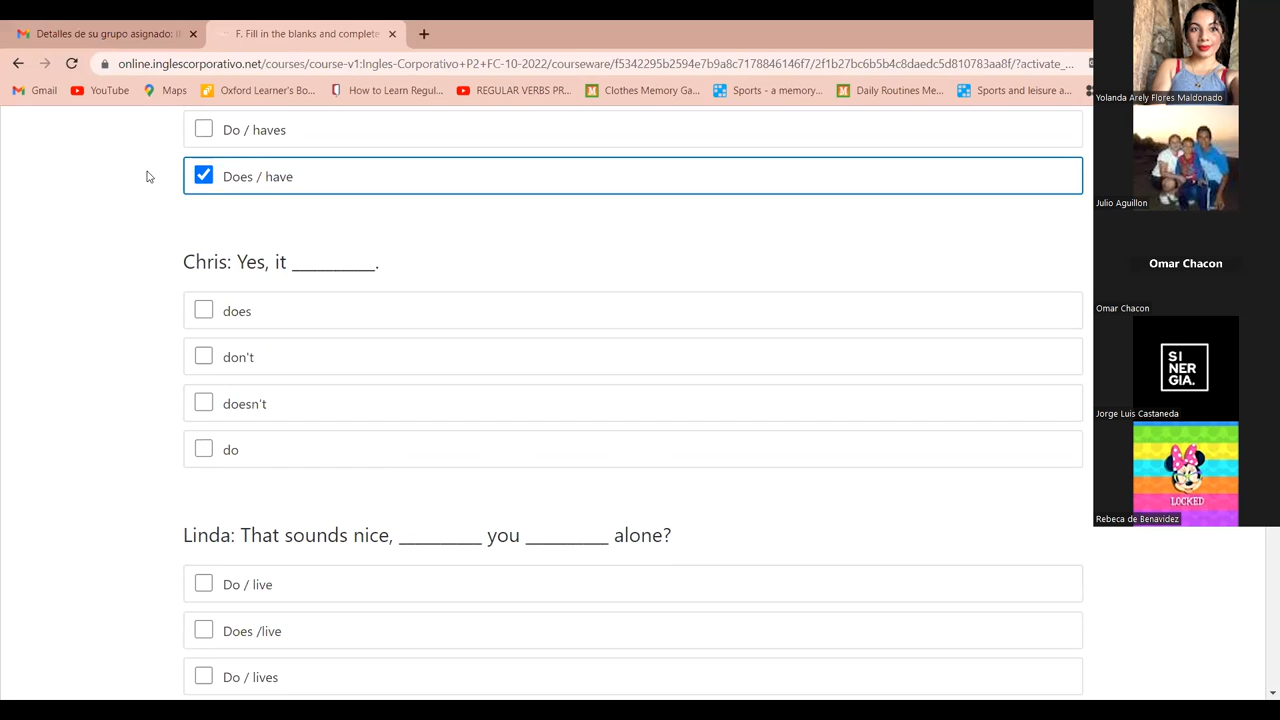 Detalles de su grupo asignado: I
F. Fill in the blanks and complete
online.inglescorporativo.net/courses/course-v1:Ingles-Corporativo+P2+FC-10-2022/courseware/f5342295b2594e7b9a8c7178846146f7/2f1b27bc6b5b4c8daedc5d810783aa8f/?activate_...
Gmail
YouTube
Maps
Oxford Learner's Bo...
How to Learn Regul...
REGULAR VERBS PR...
Clothes Memory Ga...
Sports - a memory...
Daily Routines Me...
Sports and leisure a...
Do / haves
Does / have
Chris: Yes, it _________.
does
don't
doesn't
do
Linda: That sounds nice, _________ you _________ alone?
Do / live
Does /live
Do / lives
Yolanda Arely Flores Maldonado
Julio Aguillon
Omar Chacon
Omar Chacon
SI
NER
GIA.
Jorge Luis Castaneda
LOCKED
Rebeca de Benavidez